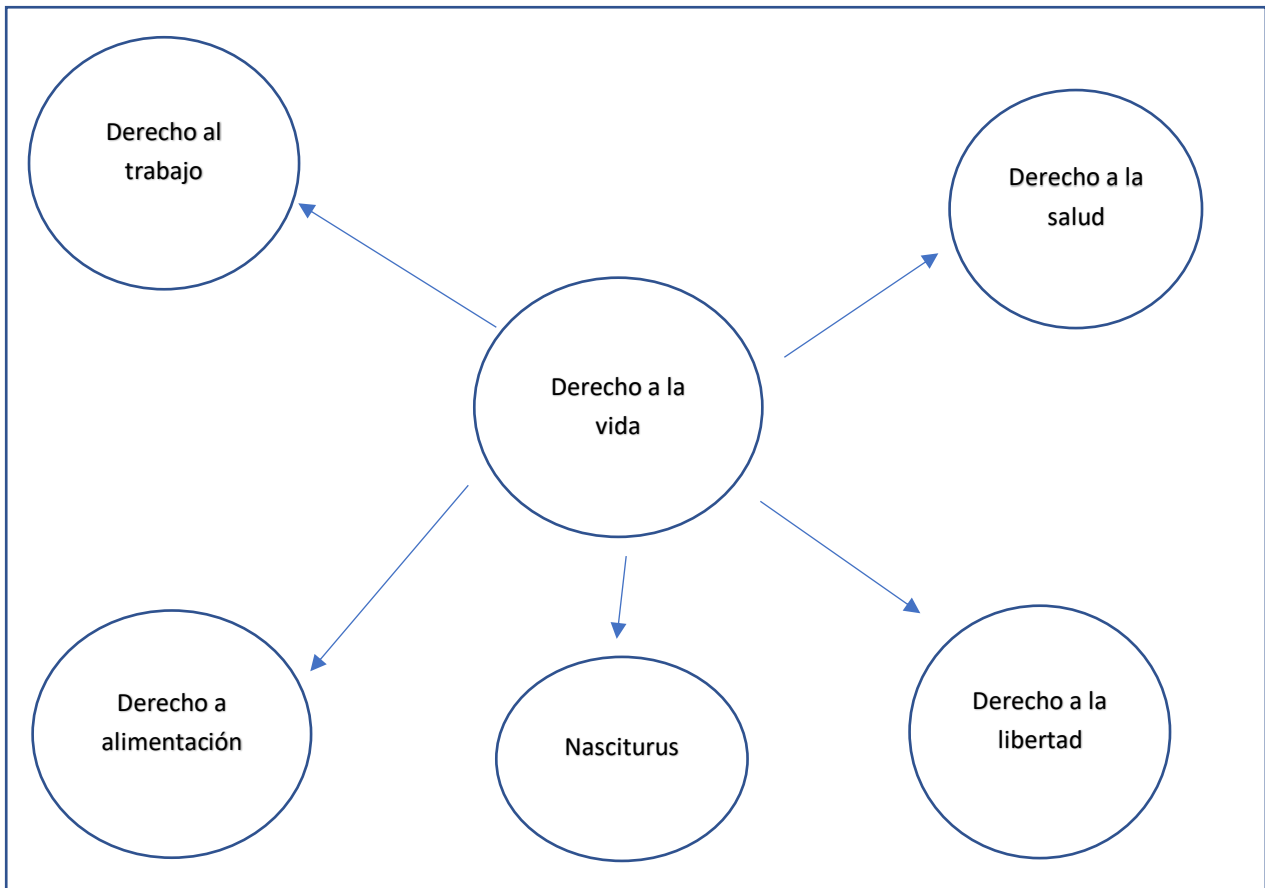 Derecho al
trabajo
Derecho a la
salud
Derecho a la
vida
Derecho a
alimentación
Nasciturus
Derecho a la
libertad